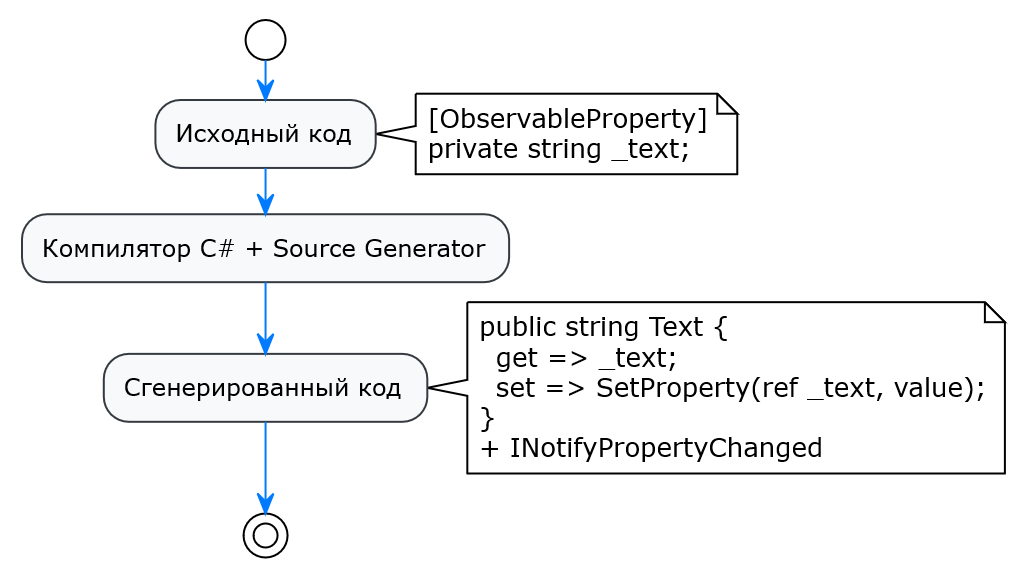 Исходный код
[ObservableProperty]
private string _text;
Компилятор C# + Source Generator
Сгенерированный код
public string Text {
  get => _text;
  set => SetProperty(ref _text, value);
}
+ INotifyPropertyChanged